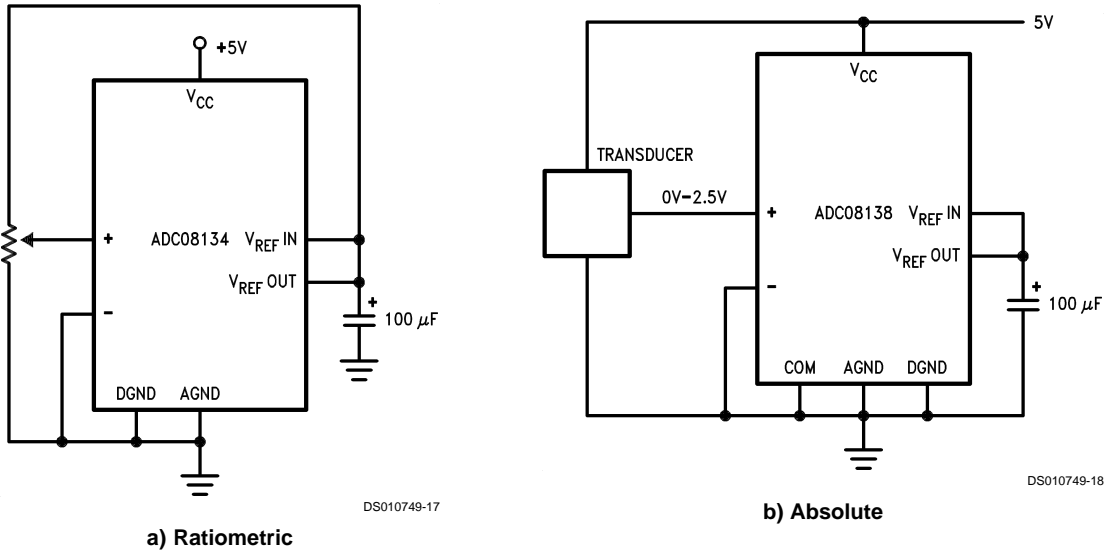 +5V
VCC
+
ADC08134
VREF IN
VREF OUT
+
100 μF
-
DGND
AGND
DS010749-17
a) Ratiometric
5V
VCC
TRANSDUCER
0V-2.5V
+
ADC08138
VREF IN
VREF OUT
+
100 μF
-
COM
AGND
DGND
DS010749-18
b) Absolute